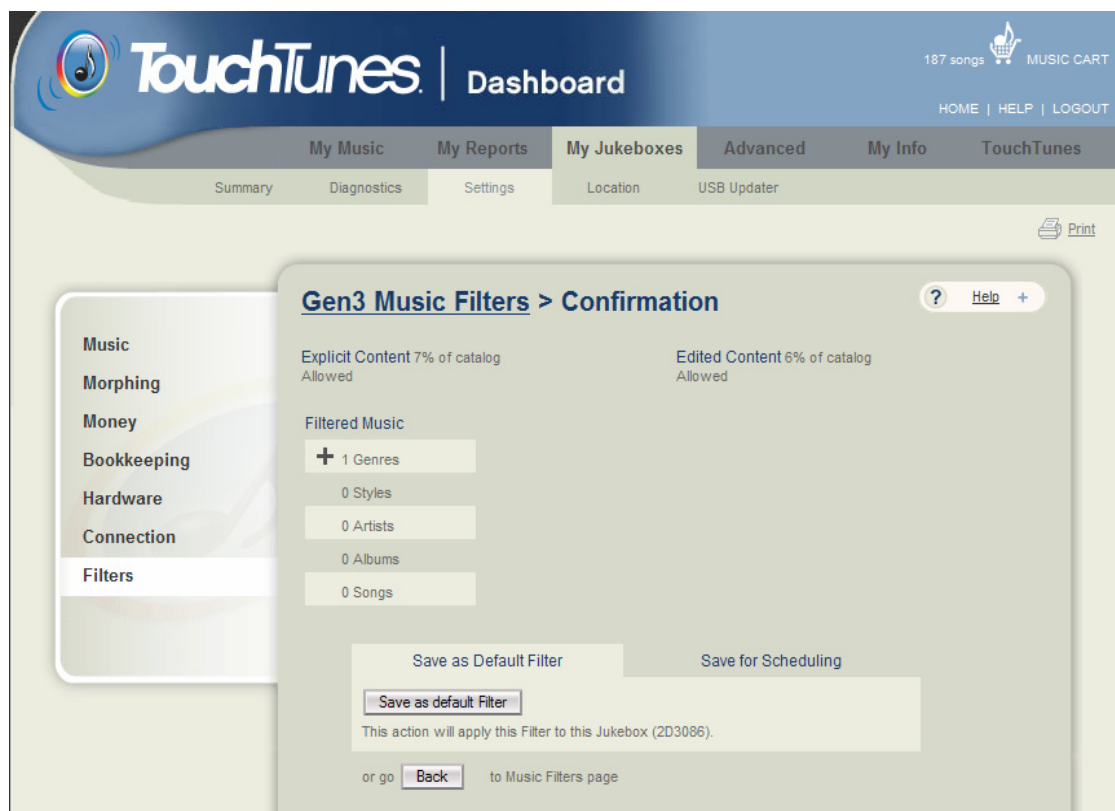 TouchTunes. | Dashboard
187 songs MUSIC CART
HOME | HELP | LOGOUT
My Music My Reports My Jukeboxes Advanced My Info TouchTunes
Summary Diagnostics Settings Location USB Updater
Print
Gen3 Music Filters > Confirmation
? Help +
Music
Morphing
Money
Bookkeeping
Hardware
Connection
Filters
Explicit Content 7% of catalog
Allowed
Edited Content 6% of catalog
Allowed
Filtered Music
+ 1 Genres
0 Styles
0 Artists
0 Albums
0 Songs
Save as Default Filter Save for Scheduling
Save as default Filter
This action will apply this Filter to this Jukebox (2D3086).
or go Back to Music Filters page